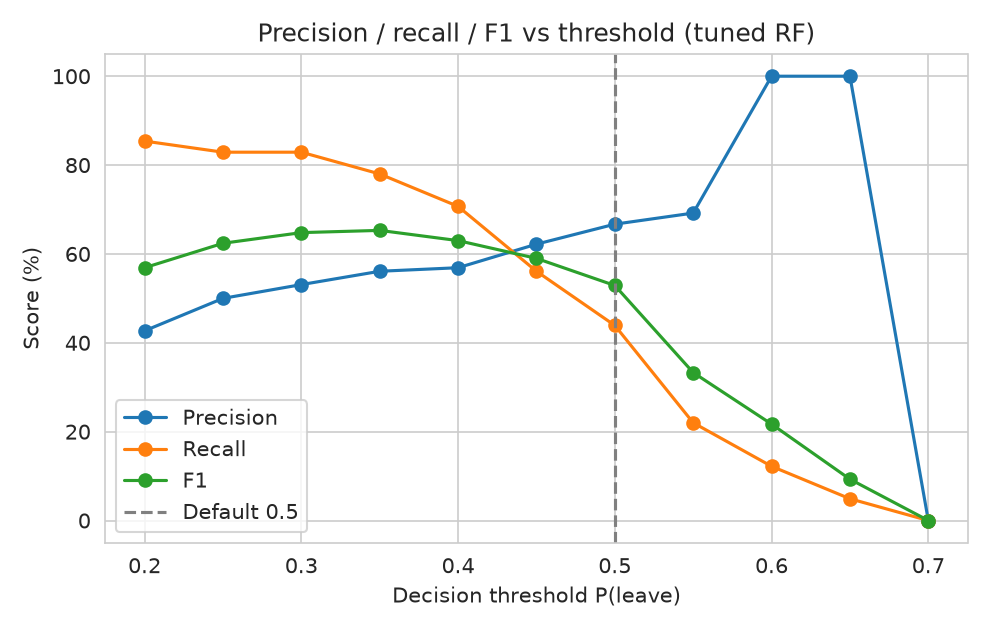 Precision / recall / F1 vs threshold (tuned RF)
100
80
60
40
20
0
Score (%)
Precision
Recall
F1
Default 0.5
0.2 0.3 0.4 0.5 0.6 0.7
Decision threshold P(leave)